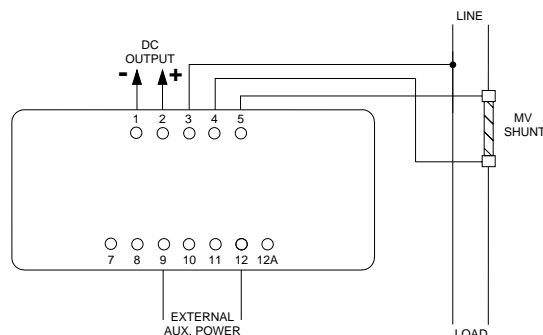 LINE
DC
OUTPUT
- +
1 2 3 4 5
MV
SHUNT
7 8 9 10 11 12 12A
EXTERNAL
AUX. POWER
LOAD